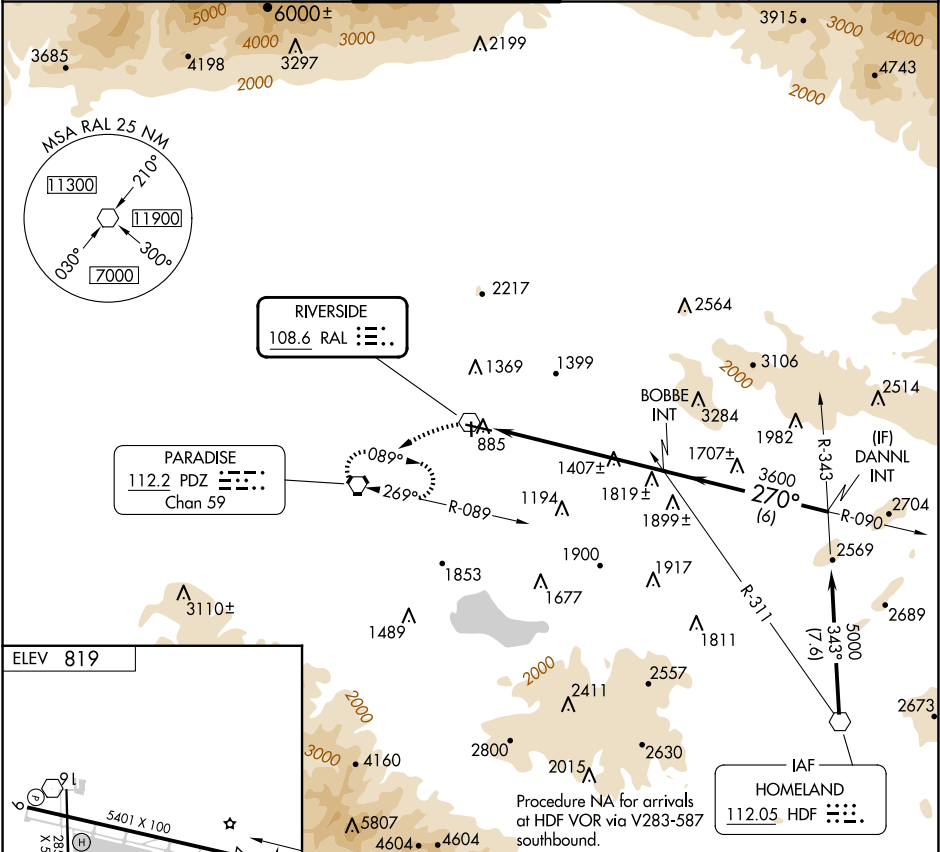 5000
6000±
3915
3000
4000
3685
4198
4000
3297
3000
2199
4743
2000
2000
MSA RAL 25 NM
210°
11300
11900
030°
300°
7000
2217
2564
RIVERSIDE
108.6 RAL
1369
1399
3106
2000
2514
BOBBE
INT
3284
1982
R-343
(IF)
DANNL
INT
885
PARADISE
112.2 PDZ
Chan 59
089°
269°
R-089
1407±
1707±
1819±
3600
270°
(6)
1194
1899±
R-090
2704
1853
1900
1917
2569
1677
R-311
3110±
1489
1811
2689
5000
343°
(7.6)
ELEV 819
2000
2557
2411
2000
2673
3000
4160
2800
2630
2015
IAF
HOMELAND
112.05 HDF
Procedure NA for arrivals
at HDF VOR via V283-587
southbound.
5807
4604
4604
16
9
P
5401 X 100
H